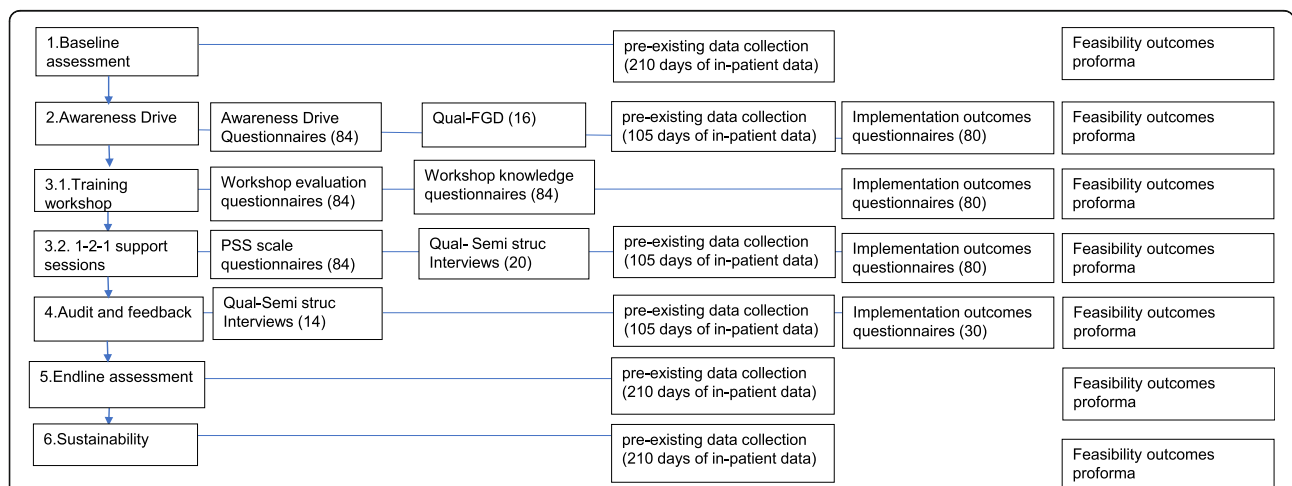 1.Baseline
assessment
pre-existing data collection
(210 days of in-patient data)
Feasibility outcomes
proforma
2.Awareness Drive
Awareness Drive
Questionnaires (84)
Qual-FGD (16)
pre-existing data collection
(105 days of in-patient data)
Implementation outcomes
questionnaires (80)
Feasibility outcomes
proforma
3.1.Training
workshop
Workshop evaluation
questionnaires (84)
Workshop knowledge
questionnaires (84)
Implementation outcomes
questionnaires (80)
Feasibility outcomes
proforma
3.2. 1-2-1 support
sessions
PSS scale
questionnaires (84)
Qual- Semi struc
Interviews (20)
pre-existing data collection
(105 days of in-patient data)
Implementation outcomes
questionnaires (80)
Feasibility outcomes
proforma
4.Audit and feedback
Qual-Semi struc
Interviews (14)
pre-existing data collection
(105 days of in-patient data)
Implementation outcomes
questionnaires (30)
Feasibility outcomes
proforma
5.Endline assessment
pre-existing data collection
(210 days of in-patient data)
Feasibility outcomes
proforma
6.Sustainability
pre-existing data collection
(210 days of in-patient data)
Feasibility outcomes
proforma